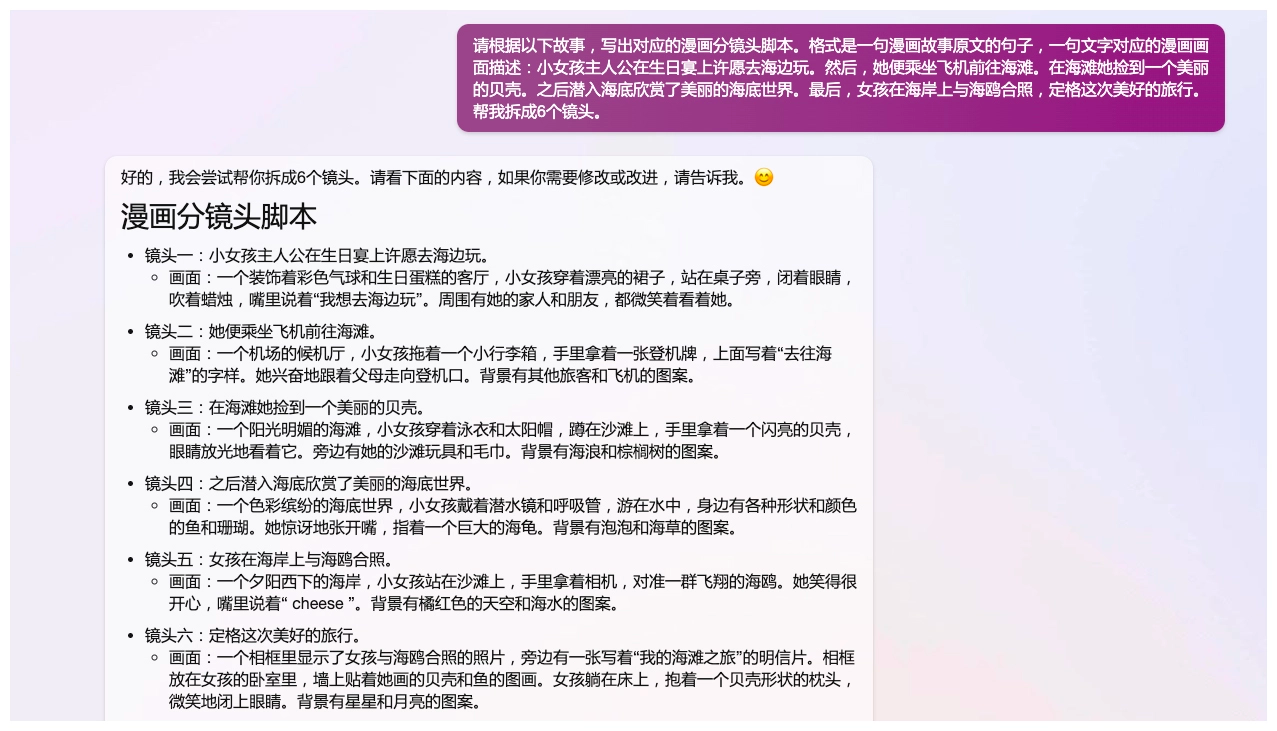 请根据以下故事，写出对应的漫画分镜头脚本。格式是一句漫画故事原文的句子，一句文字对应的漫画画
面描述：小女孩主人公在生日宴上许愿去海边玩。然后，她便乘坐飞机前往海滩。在海滩她捡到一个美丽
的贝壳。之后潜入海底欣赏了美丽的海底世界。最后，女孩在海岸上与海鸥合照，定格这次美好的旅行。
帮我拆成6个镜头。
好的，我会尝试帮你拆成6个镜头。请看下面的内容，如果你需要修改或改进，请告诉我。😊
漫画分镜头脚本
• 镜头一：小女孩主人公在生日宴上许愿去海边玩。
◦ 画面：一个装饰着彩色气球和生日蛋糕的客厅，小女孩穿着漂亮的裙子，站在桌子旁，闭着眼睛，
吹着蜡烛，嘴里说着“我想去海边玩”。周围有她的家人和朋友，都微笑着看着她。
• 镜头二：她便乘坐飞机前往海滩。
◦ 画面：一个机场的候机厅，小女孩拖着一个小行李箱，手里拿着一张登机牌，上面写着“去往海
滩”的字样。她兴奋地跟着父母走向登机口。背景有其他旅客和飞机的图案。
• 镜头三：在海滩她捡到一个美丽的贝壳。
◦ 画面：一个阳光明媚的海滩，小女孩穿着泳衣和太阳帽，蹲在沙滩上，手里拿着一个闪亮的贝壳，
眼睛放光地看着它。旁边有她的沙滩玩具和毛巾。背景有海浪和棕榈树的图案。
• 镜头四：之后潜入海底欣赏了美丽的海底世界。
◦ 画面：一个色彩缤纷的海底世界，小女孩戴着潜水镜和呼吸管，游在水中，身边有各种形状和颜色
的鱼和珊瑚。她惊讶地张开嘴，指着一个巨大的海龟。背景有泡泡和海草的图案。
• 镜头五：女孩在海岸上与海鸥合照。
◦ 画面：一个夕阳西下的海岸，小女孩站在沙滩上，手里拿着相机，对准一群飞翔的海鸥。她笑得很
开心，嘴里说着“ cheese ”。背景有橘红色的天空和海水的图案。
• 镜头六：定格这次美好的旅行。
◦ 画面：一个相框里显示了女孩与海鸥合照的照片，旁边有一张写着“我的海滩之旅”的明信片。相框
放在女孩的卧室里，墙上贴着她画的贝壳和鱼的图画。女孩躺在床上，抱着一个贝壳形状的枕头，
微笑地闭上眼睛。背景有星星和月亮的图案。